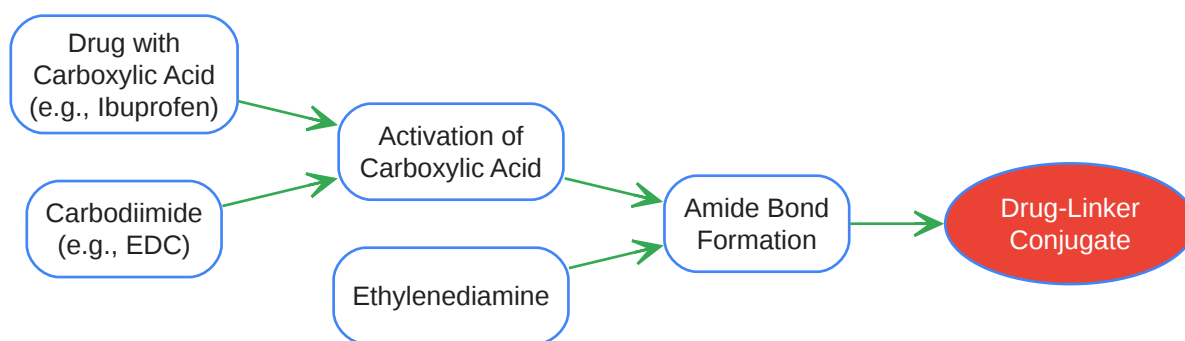 Drug with
Carboxylic Acid
(e.g., Ibuprofen)
Carbodiimide
(e.g., EDC)
Activation of
Carboxylic Acid
Ethylenediamine
Amide Bond
Formation
Drug-Linker
Conjugate